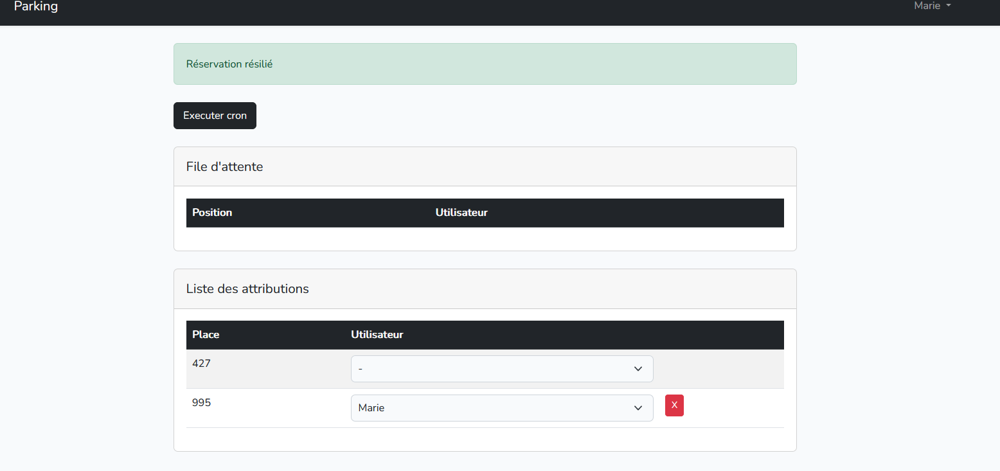 Parking Marie
Réservation résilié
Executer cron
File d'attente
Position Utilisateur
Liste des attributions
Place Utilisateur
427 -
995 Marie X